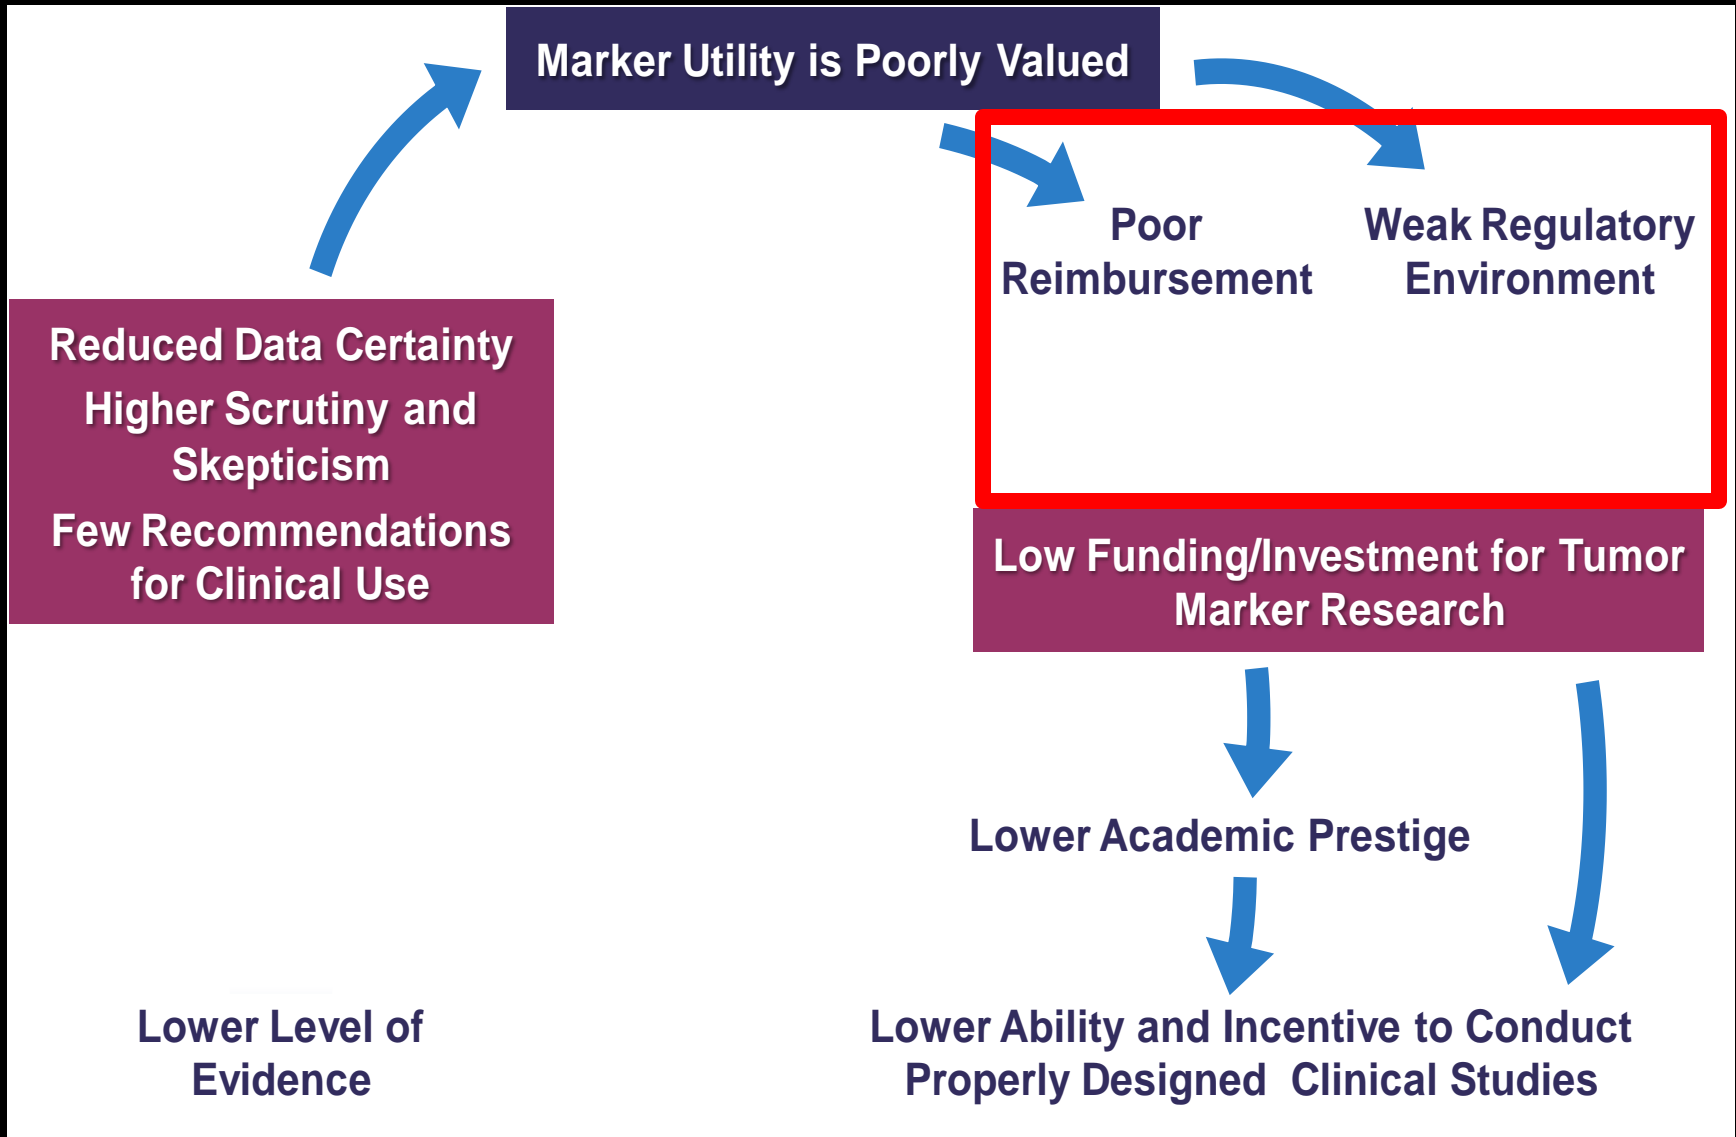 Marker Utility is Poorly Valued
Poor
Reimbursement
Weak Regulatory
Environment
Reduced Data Certainty
Higher Scrutiny and
Skepticism
Few Recommendations
for Clinical Use
Low Funding/Investment for Tumor
Marker Research
Lower Academic Prestige
Lower Level of
Evidence
Lower Ability and Incentive to Conduct
Properly Designed Clinical Studies